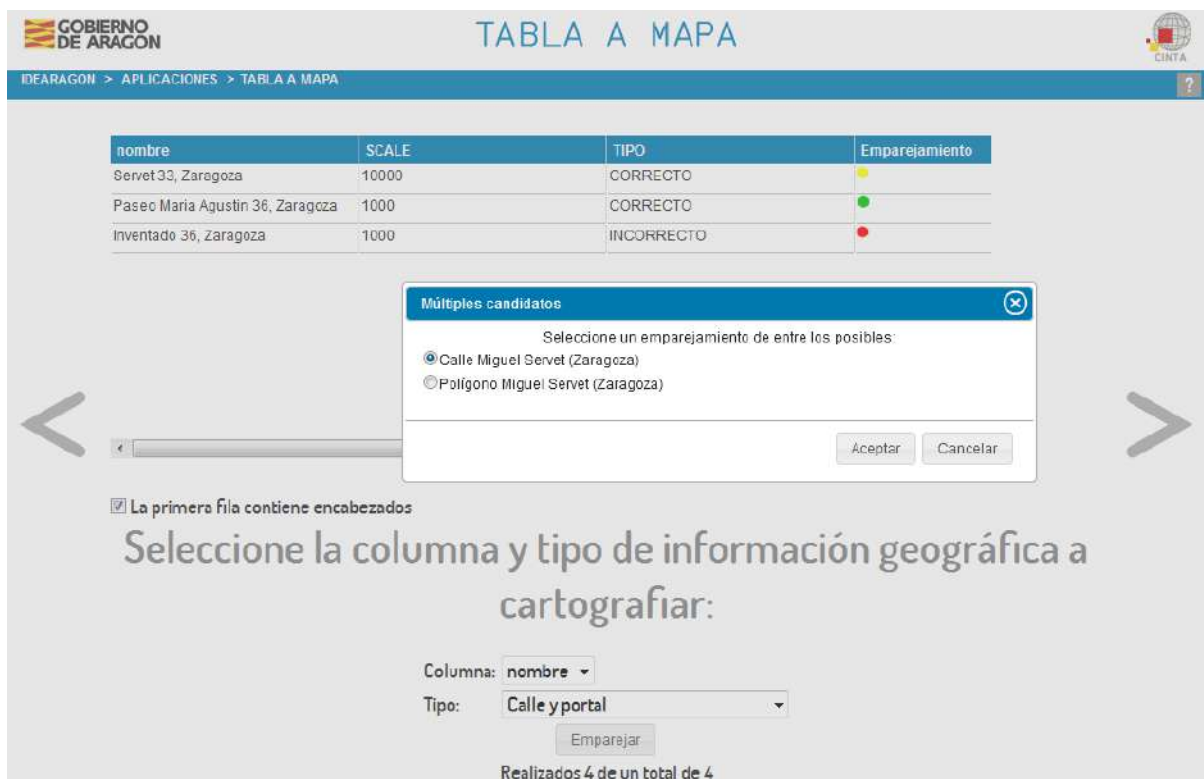 GOBIERNO
DE ARAGON
TABLA A MAPA
CINTA
IDEARAGON > APLICACIONES > TABLA A MAPA
?
nombre SCALE TIPO Emparejamiento
Servet 33, Zaragoza 10000 CORRECTO
Paseo Maria Agustin 36, Zaragoza 1000 CORRECTO
Inventado 36, Zaragoza 1000 INCORRECTO
Múltiples candidatos
Seleccione un emparejamiento de entre los posibles:
Calle Miguel Servet (Zaragoza)
Polígono Miguel Servet (Zaragoza)
Aceptar Cancelar
La primera fila contiene encabezados
Seleccione la columna y tipo de información geográfica a
cartografiar:
Columna: nombre
Tipo: Calle y portal
Emparejar
Realizados 4 de un total de 4